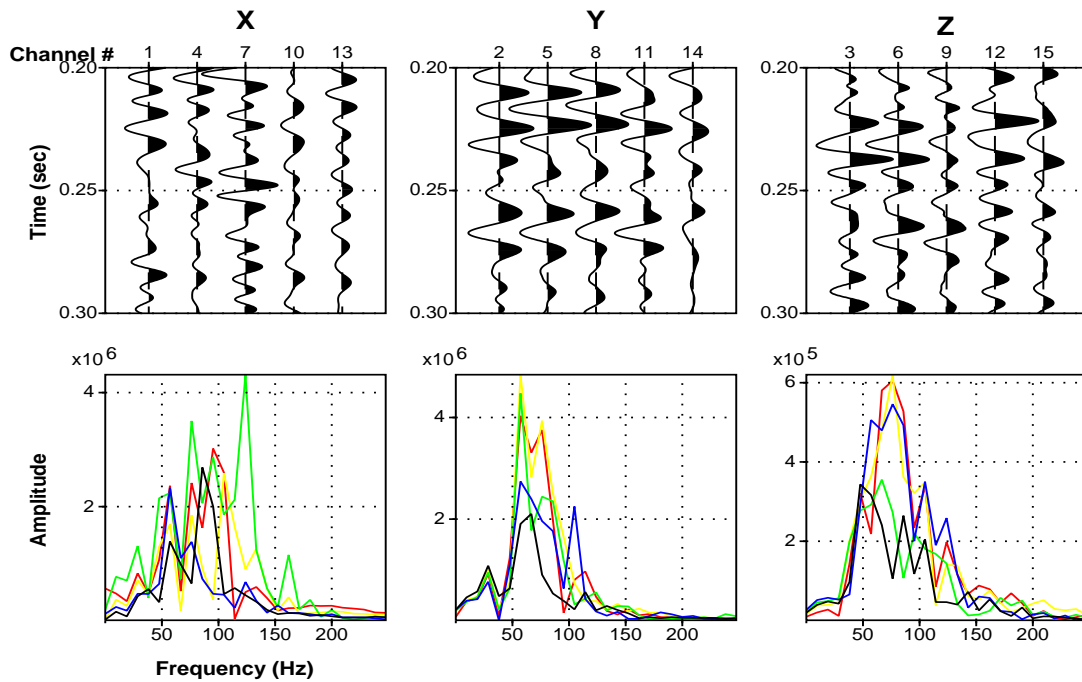 X Y Z
Channel # 1 4 7 10 13 2 5 8 11 14 3 6 9 12 15
0.20 0.20 0.20
Time (sec)
0.25 0.25 0.25
0.30 0.30 0.30
x10^6 x10^6 x10^5
4 4 6
Amplitude
2 2 4
2
50 100 150 200 50 100 150 200 50 100 150 200
Frequency (Hz)